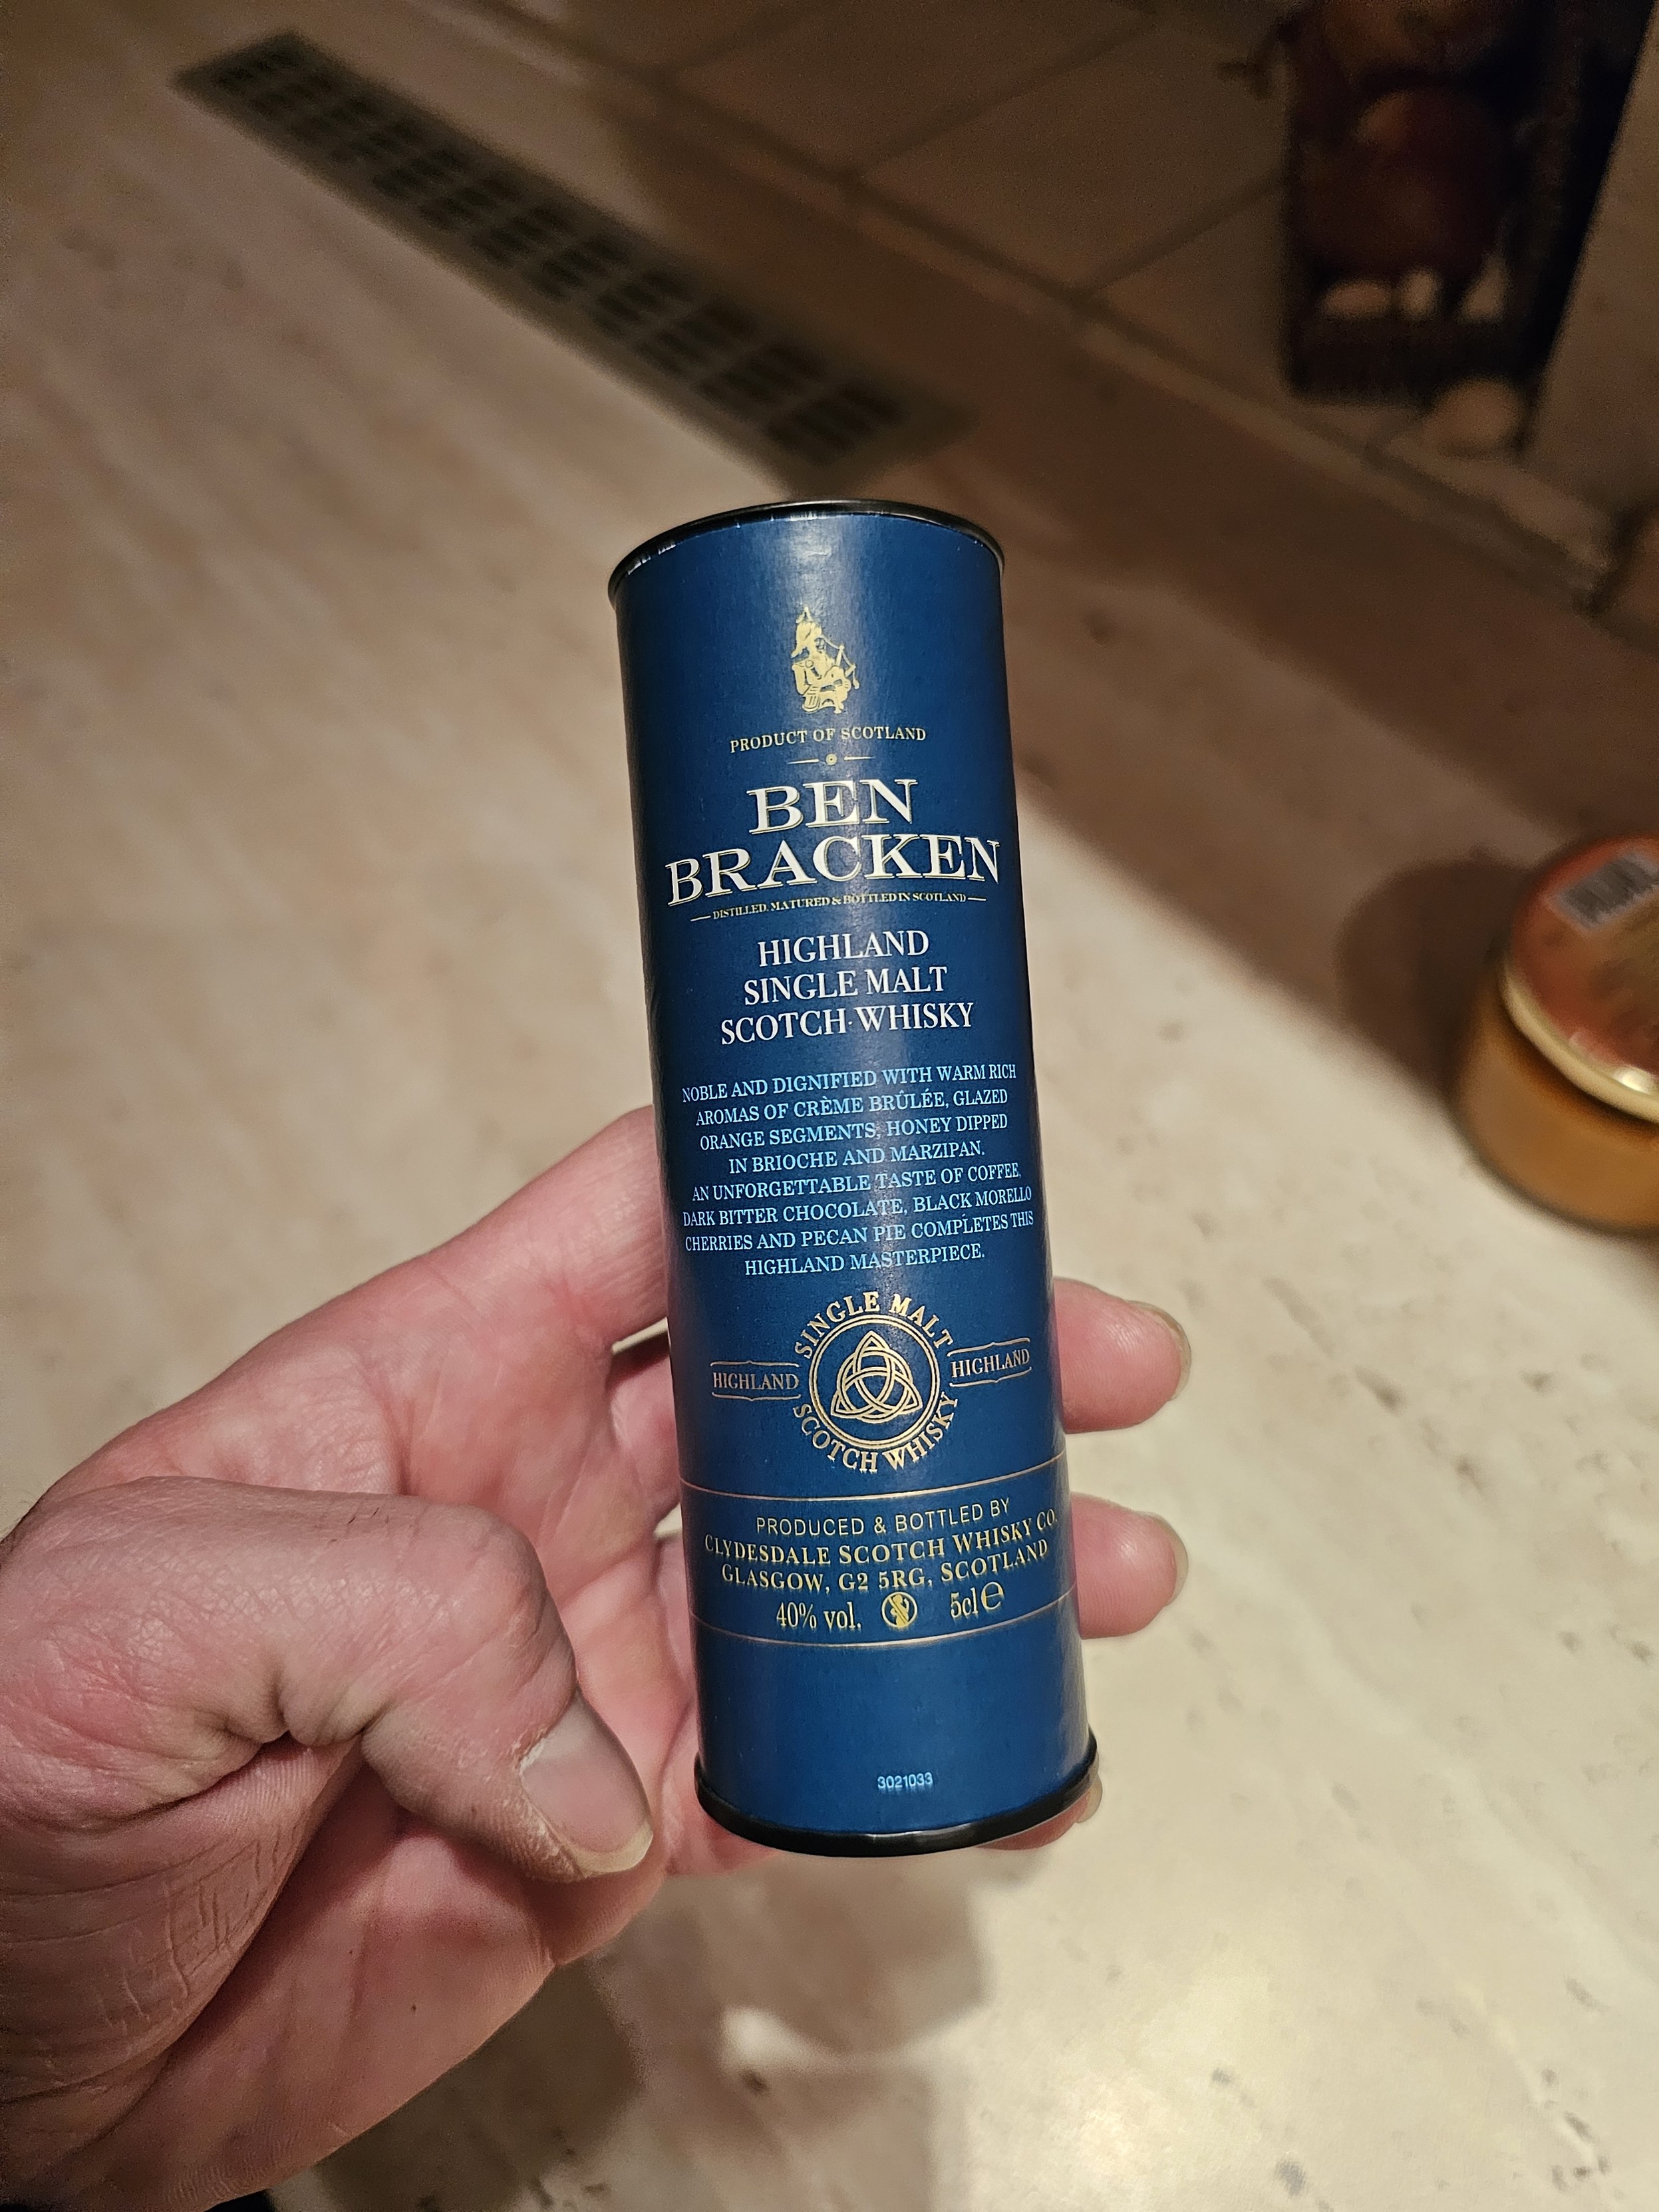 PRODUCT OF SCOTLAND
BEN
BRACKEN
DISTILLED, MATURED & BOTTLED IN SCOTLAND
HIGHLAND
SINGLE MALT
SCOTCH WHISKY
NOBLE AND DIGNIFIED WITH WARM RICH
AROMAS OF CRÈME BRÛLÉE, GLAZED
ORANGE SEGMENTS, HONEY DIPPED
IN BRIOCHE AND MARZIPAN.
AN UNFORGETTABLE TASTE OF COFFEE,
DARK BITTER CHOCOLATE, BLACK MORELLO
CHERRIES AND PECAN PIE COMPLETES THIS
HIGHLAND MASTERPIECE.
SINGLE MALT
HIGHLAND HIGHLAND
SCOTCH WHISKY
PRODUCED & BOTTLED BY
CLYDESDALE SCOTCH WHISKY CO.
GLASGOW, G2 5RG, SCOTLAND
40% vol. 5cl e
3021033